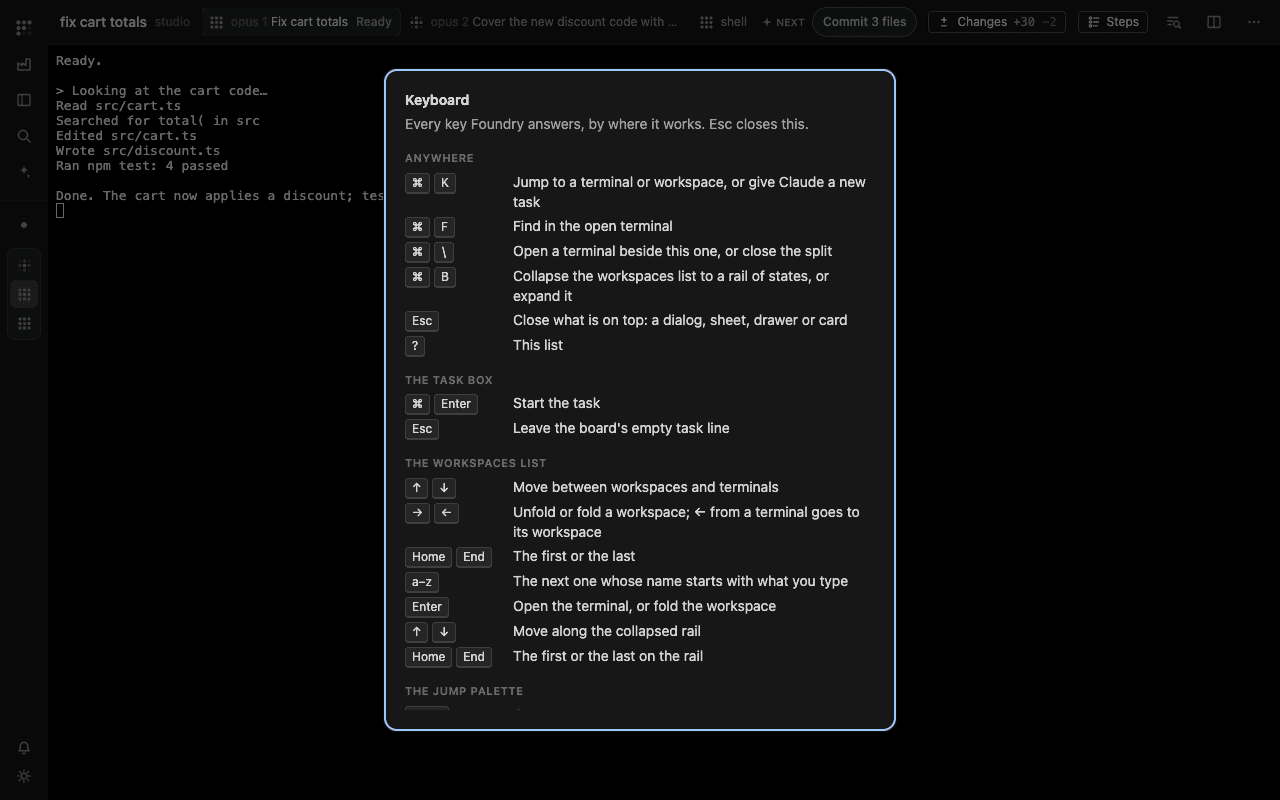 fix cart totals studio opus 1 Fix cart totals Ready opus 2 Cover the new discount code with ... shell NEXT Commit 3 files Changes +30 −2 Steps
Ready.
> Looking at the cart code…
Read src/cart.ts
Searched for total( in src
Edited src/cart.ts
Wrote src/discount.ts
Ran npm test: 4 passed
Done. The cart now applies a discount; tes
Keyboard
Every key Foundry answers, by where it works. Esc closes this.
ANYWHERE
⌘ K Jump to a terminal or workspace, or give Claude a new
task
⌘ F Find in the open terminal
⌘ \ Open a terminal beside this one, or close the split
⌘ B Collapse the workspaces list to a rail of states, or
expand it
Esc Close what is on top: a dialog, sheet, drawer or card
? This list
THE TASK BOX
⌘ Enter Start the task
Esc Leave the board's empty task line
THE WORKSPACES LIST
↑ ↓ Move between workspaces and terminals
→ ← Unfold or fold a workspace; ← from a terminal goes to
its workspace
Home End The first or the last
a–z The next one whose name starts with what you type
Enter Open the terminal, or fold the workspace
↑ ↓ Move along the collapsed rail
Home End The first or the last on the rail
THE JUMP PALETTE